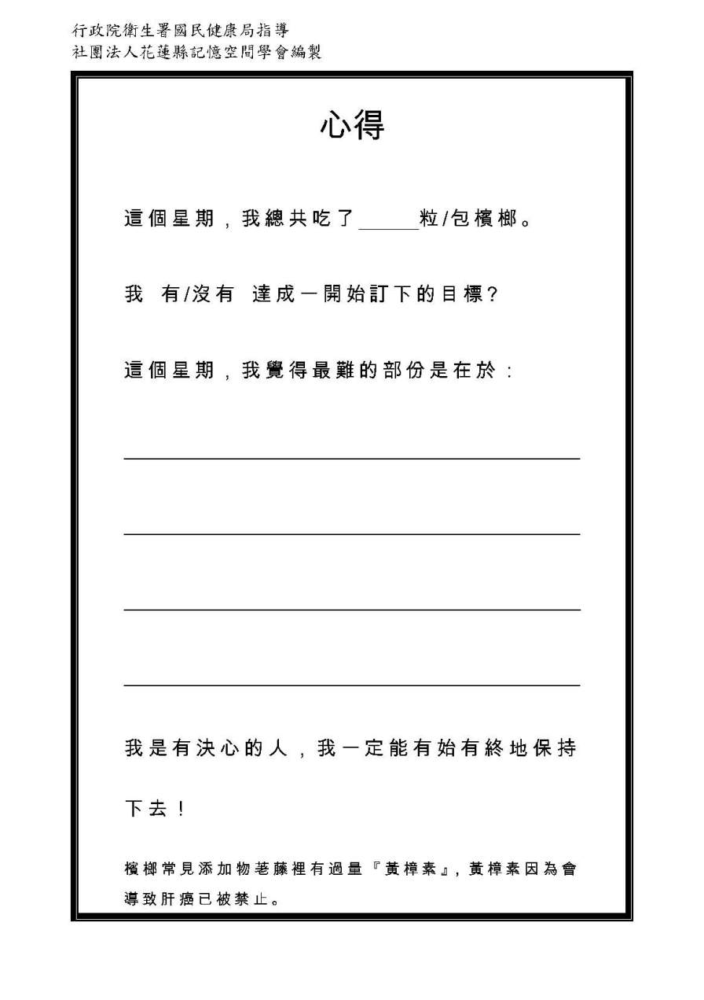 行政院衛生署國民健康局指導
社團法人花蓮縣記憶空間學會編製
心得
這個星期，我總共吃了______粒/包檳榔。
我 有/沒有 達成一開始訂下的目標？
這個星期，我覺得最難的部份是在於：
我是有決心的人，我一定能有始有終地保持
下去！
檳榔常見添加物荖藤裡有過量『黃樟素』，黃樟素因為會
導致肝癌已被禁止。